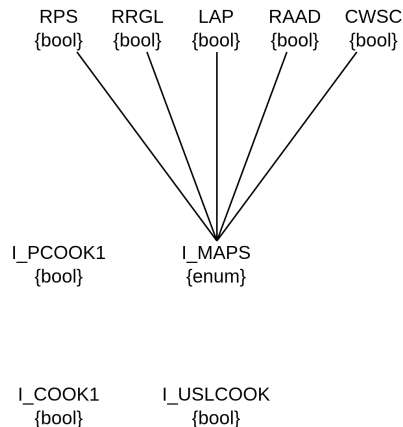 RPS RRGL LAP RAAD CWSC
{bool} {bool} {bool} {bool} {bool}
I_PCOOK1 I_MAPS
{bool} {enum}
I_COOK1 I_USLCOOK
{bool} {bool}